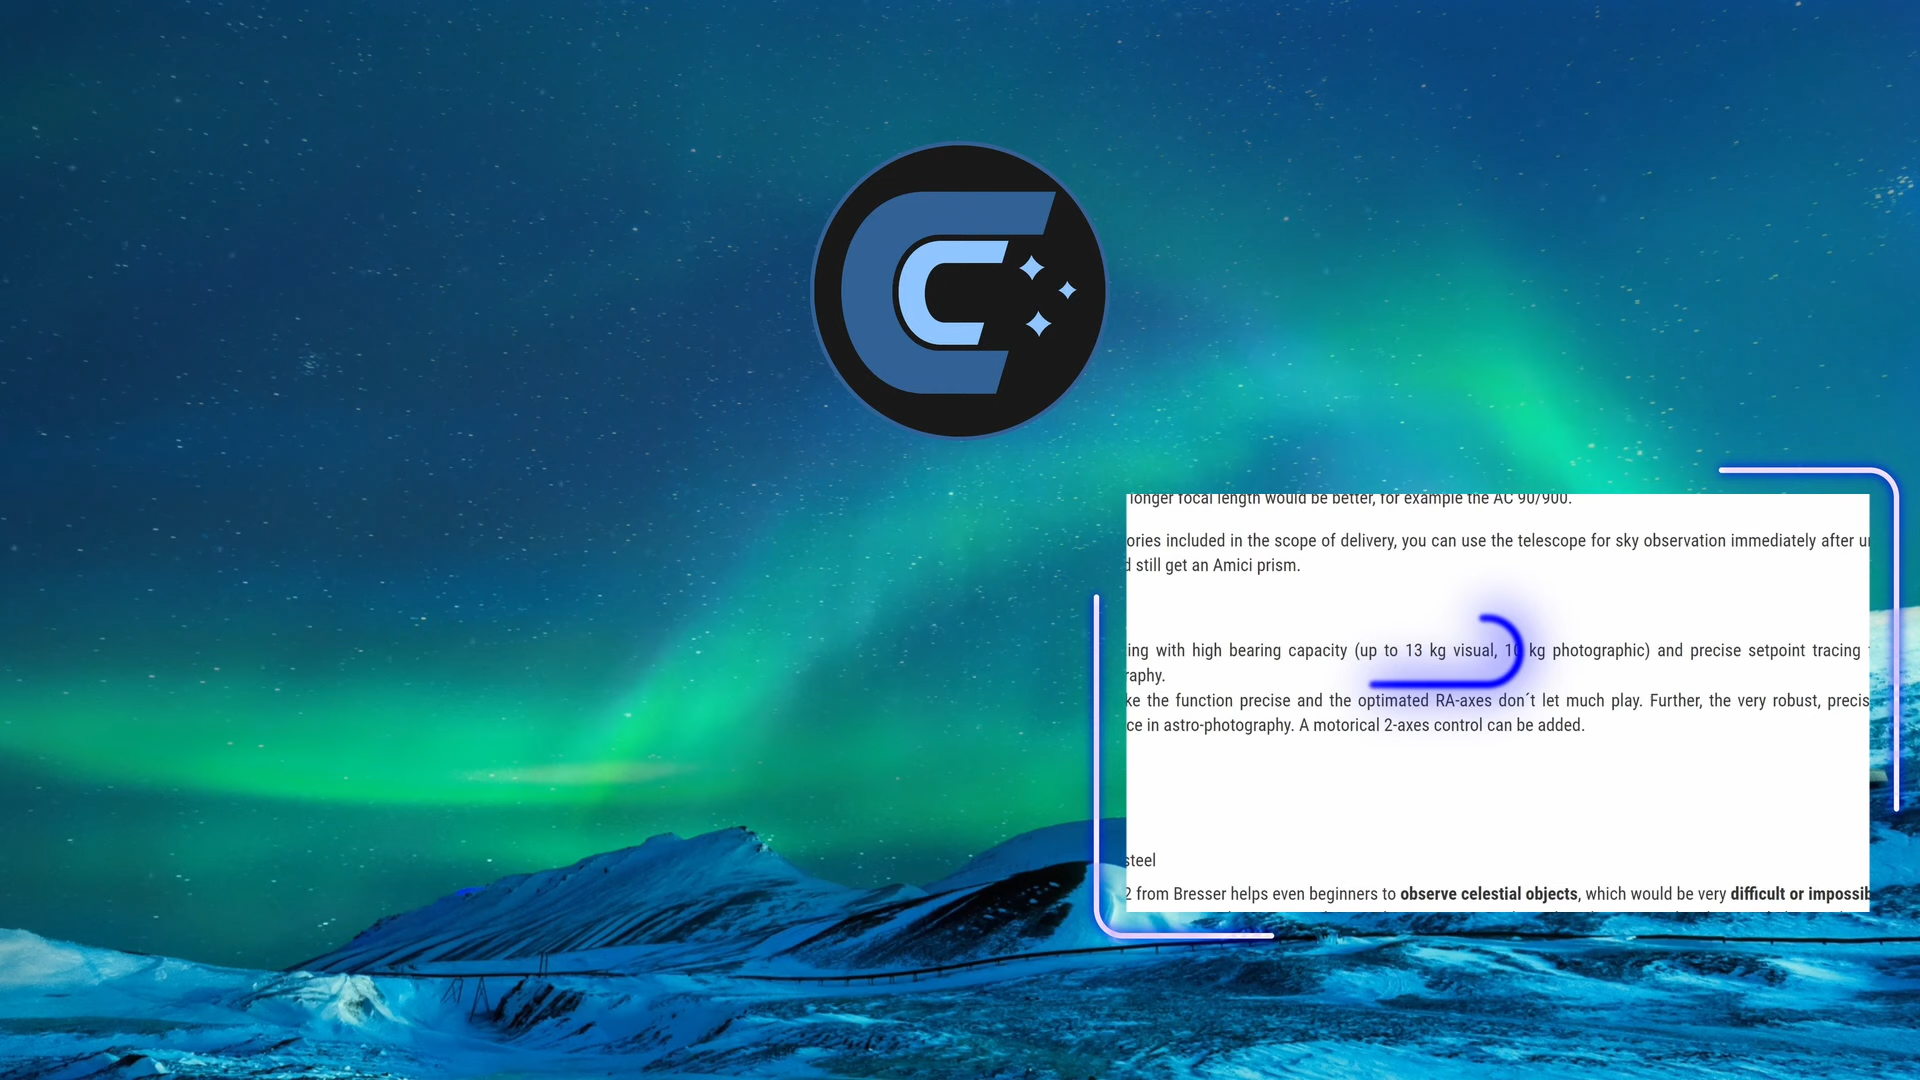 longer focal length would be better, for example the AC 90/900.
ories included in the scope of delivery, you can use the telescope for sky observation immediately after
still get an Amici prism.
ing with high bearing capacity (up to 13 kg visual, 10 kg photographic) and precise setpoint tracing
raphy.
ke the function precise and the optimated RA-axes don´t let much play. Further, the very robust, precis
ce in astro-photography. A motorical 2-axes control can be added.
steel
2 from Bresser helps even beginners to observe celestial objects, which would be very difficult or impossib